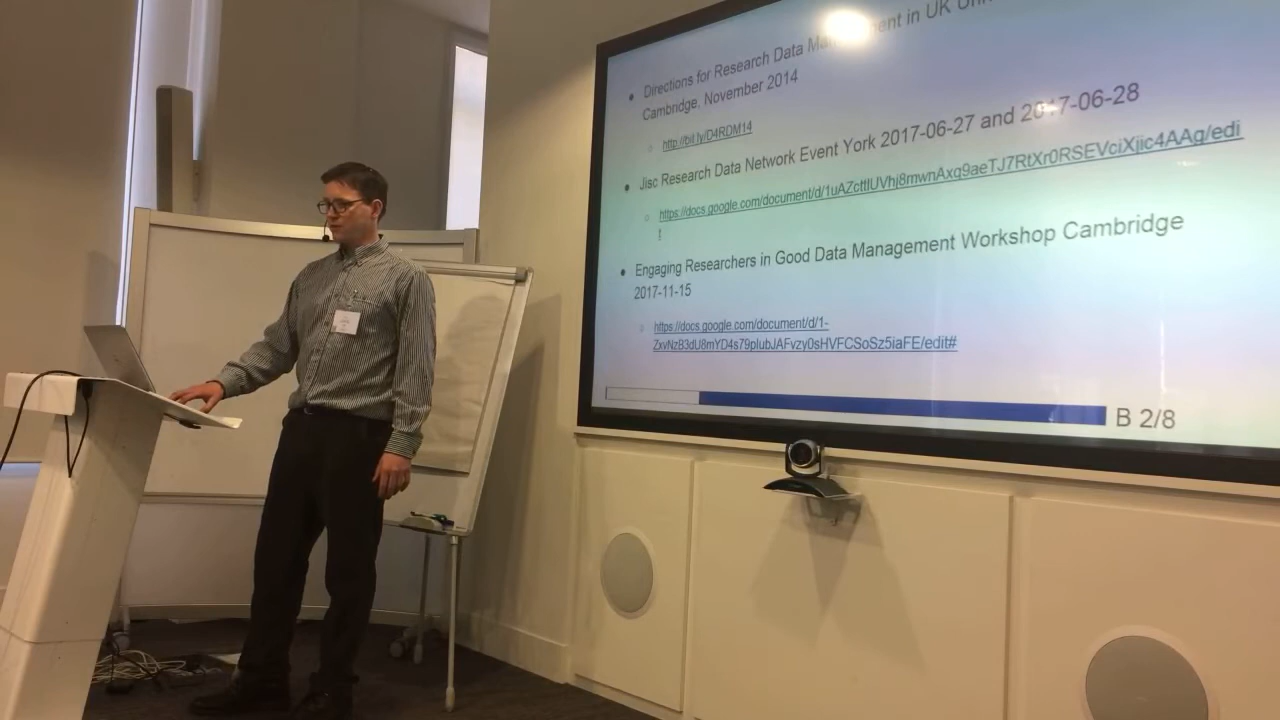 Directions for Research Data in UK
Cambridge, November 2014
http://bit.ly/D4RDM14
Jisc Research Data Network Event York 2017-06-27 and 2017-06-28
https://docs.google.com/document/d/1uAZcttlUVhj8mwnAxq9aeTJ7RtXr0RSEVciXjic4AAg/edi
t
Engaging Researchers in Good Data Management Workshop Cambridge
2017-11-15
https://docs.google.com/document/d/1-
ZxvNzB3dU8mYD4s79pIubJAFvzy0sHVFCSoSz5iaFE/edit#
B 2/8